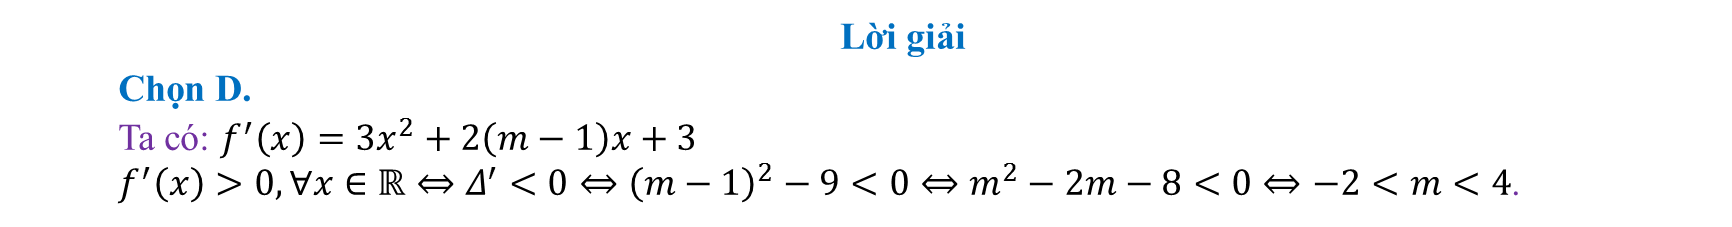 Lời giải
Chọn D.
Ta có: f′(x) = 3x² + 2(m − 1)x + 3
f′(x) > 0, ∀x ∈ ℝ ⇔ Δ′ < 0 ⇔ (m − 1)² − 9 < 0 ⇔ m² − 2m − 8 < 0 ⇔ −2 < m < 4.